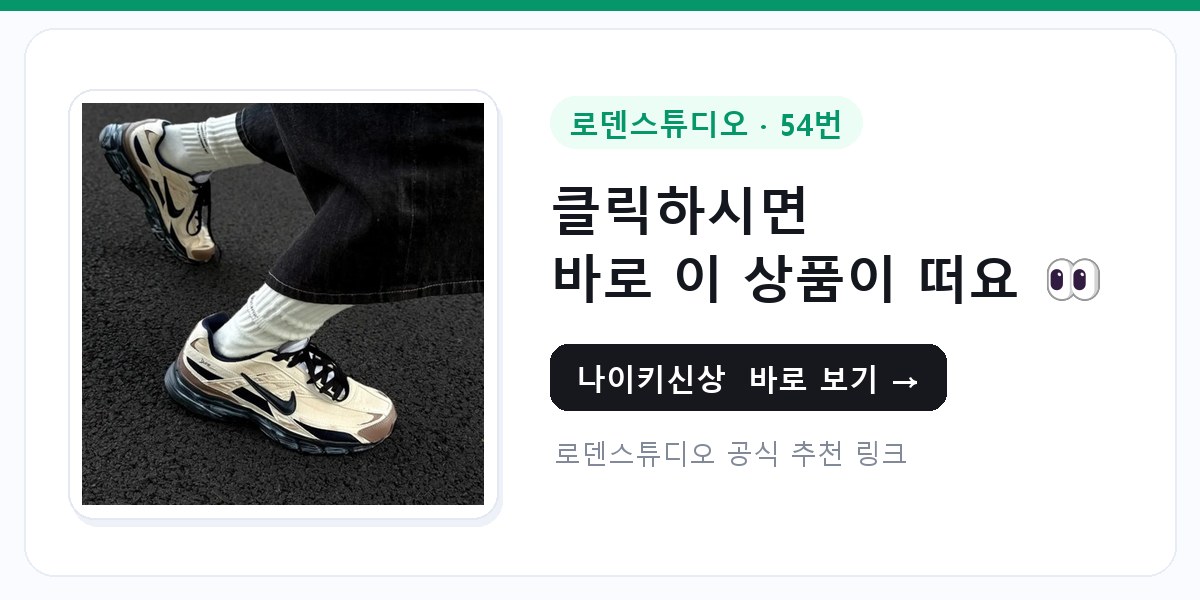 로덴스튜디오 · 54번
클릭하시면
바로 이 상품이 떠요 👀
나이키신상 바로 보기 →
로덴스튜디오 공식 추천 링크